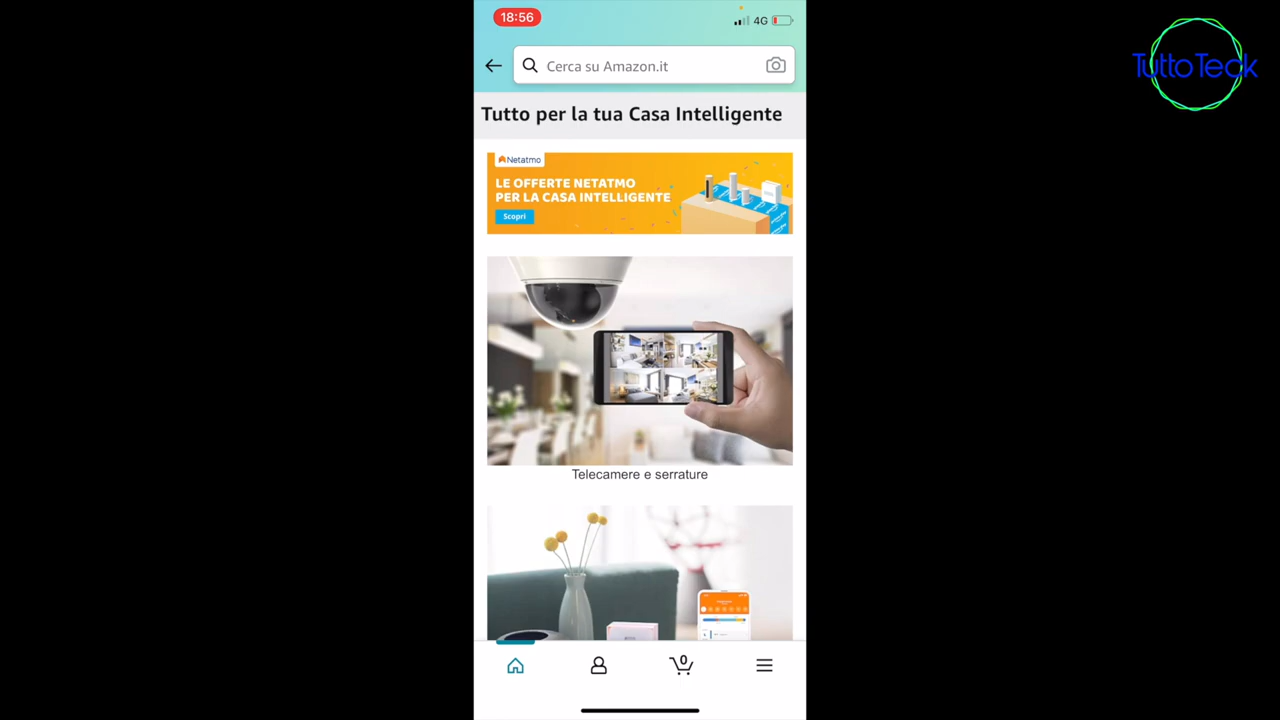 18:56
4G
TuttoTeck
Cerca su Amazon.it
Tutto per la tua Casa Intelligente
Netatmo
LE OFFERTE NETATMO
PER LA CASA INTELLIGENTE
Scopri
Telecamere e serrature
0